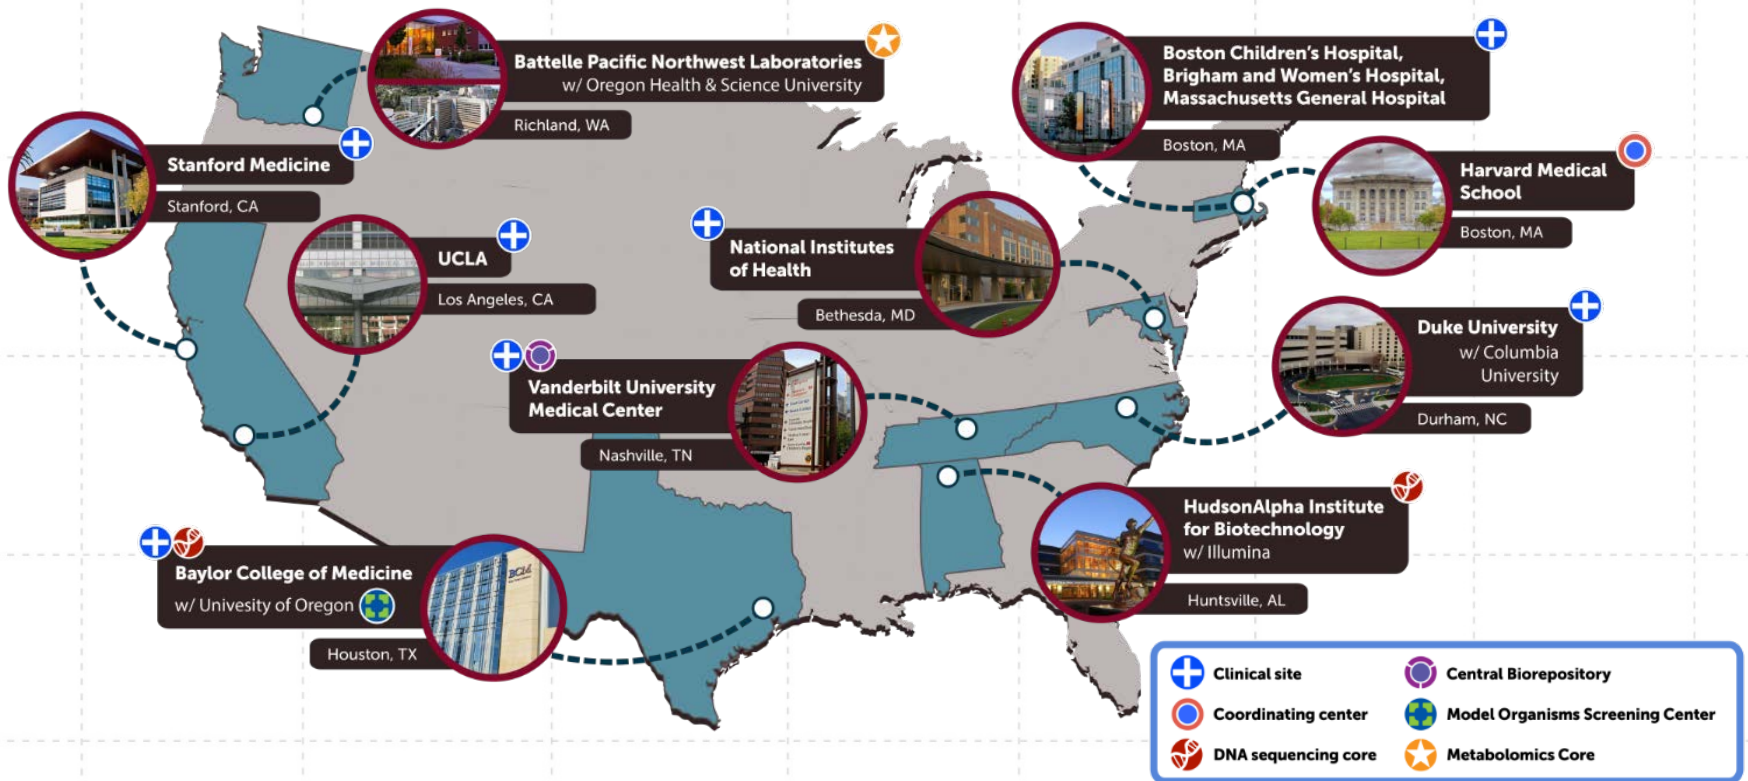 Battelle Pacific Northwest Laboratories
w/ Oregon Health & Science University
Richland, WA
Boston Children’s Hospital,
Brigham and Women’s Hospital,
Massachusetts General Hospital
Boston, MA
Stanford Medicine
Stanford, CA
Harvard Medical
School
Boston, MA
UCLA
Los Angeles, CA
National Institutes
of Health
Bethesda, MD
Duke University
w/ Columbia
University
Durham, NC
Vanderbilt University
Medical Center
Nashville, TN
HudsonAlpha Institute
for Biotechnology
w/ Illumina
Huntsville, AL
Baylor College of Medicine
w/ Univesity of Oregon
BCM
Houston, TX
Clinical site
Coordinating center
DNA sequencing core
Central Biorepository
Model Organisms Screening Center
Metabolomics Core